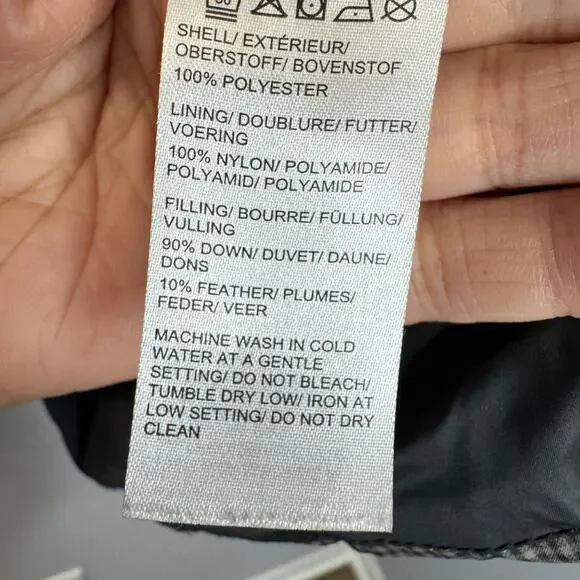 SHELL/ EXTÉRIEUR/
OBERSTOFF/ BOVENSTOF
100% POLYESTER
LINING/ DOUBLURE/ FUTTER/
VOERING
100% NYLON/ POLYAMIDE/
POLYAMID/ POLYAMIDE
FILLING/ BOURRE/ FÜLLUNG/
VULLING
90% DOWN/ DUVET/ DAUNE/
DONS
10% FEATHER/ PLUMES/
FEDER/ VEER
MACHINE WASH IN COLD
WATER AT A GENTLE
SETTING/ DO NOT BLEACH/
TUMBLE DRY LOW/ IRON AT
LOW SETTING/ DO NOT DRY
CLEAN